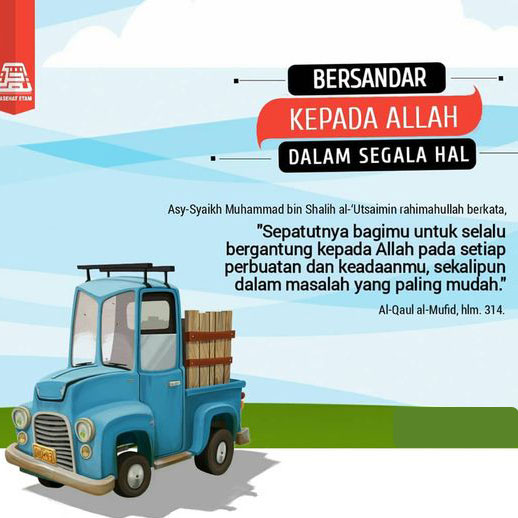 BERSANDAR
KEPADA ALLAH
DALAM SEGALA HAL
Asy-Syaikh Muhammad bin Shalih al-'Utsaimin rahimahullah berkata,
"Sepatutnya bagimu untuk selalu
bergantung kepada Allah pada setiap
perbuatan dan keadaanmu, sekalipun
dalam masalah yang paling mudah."
Al-Qaul al-Mufid, hlm. 314.